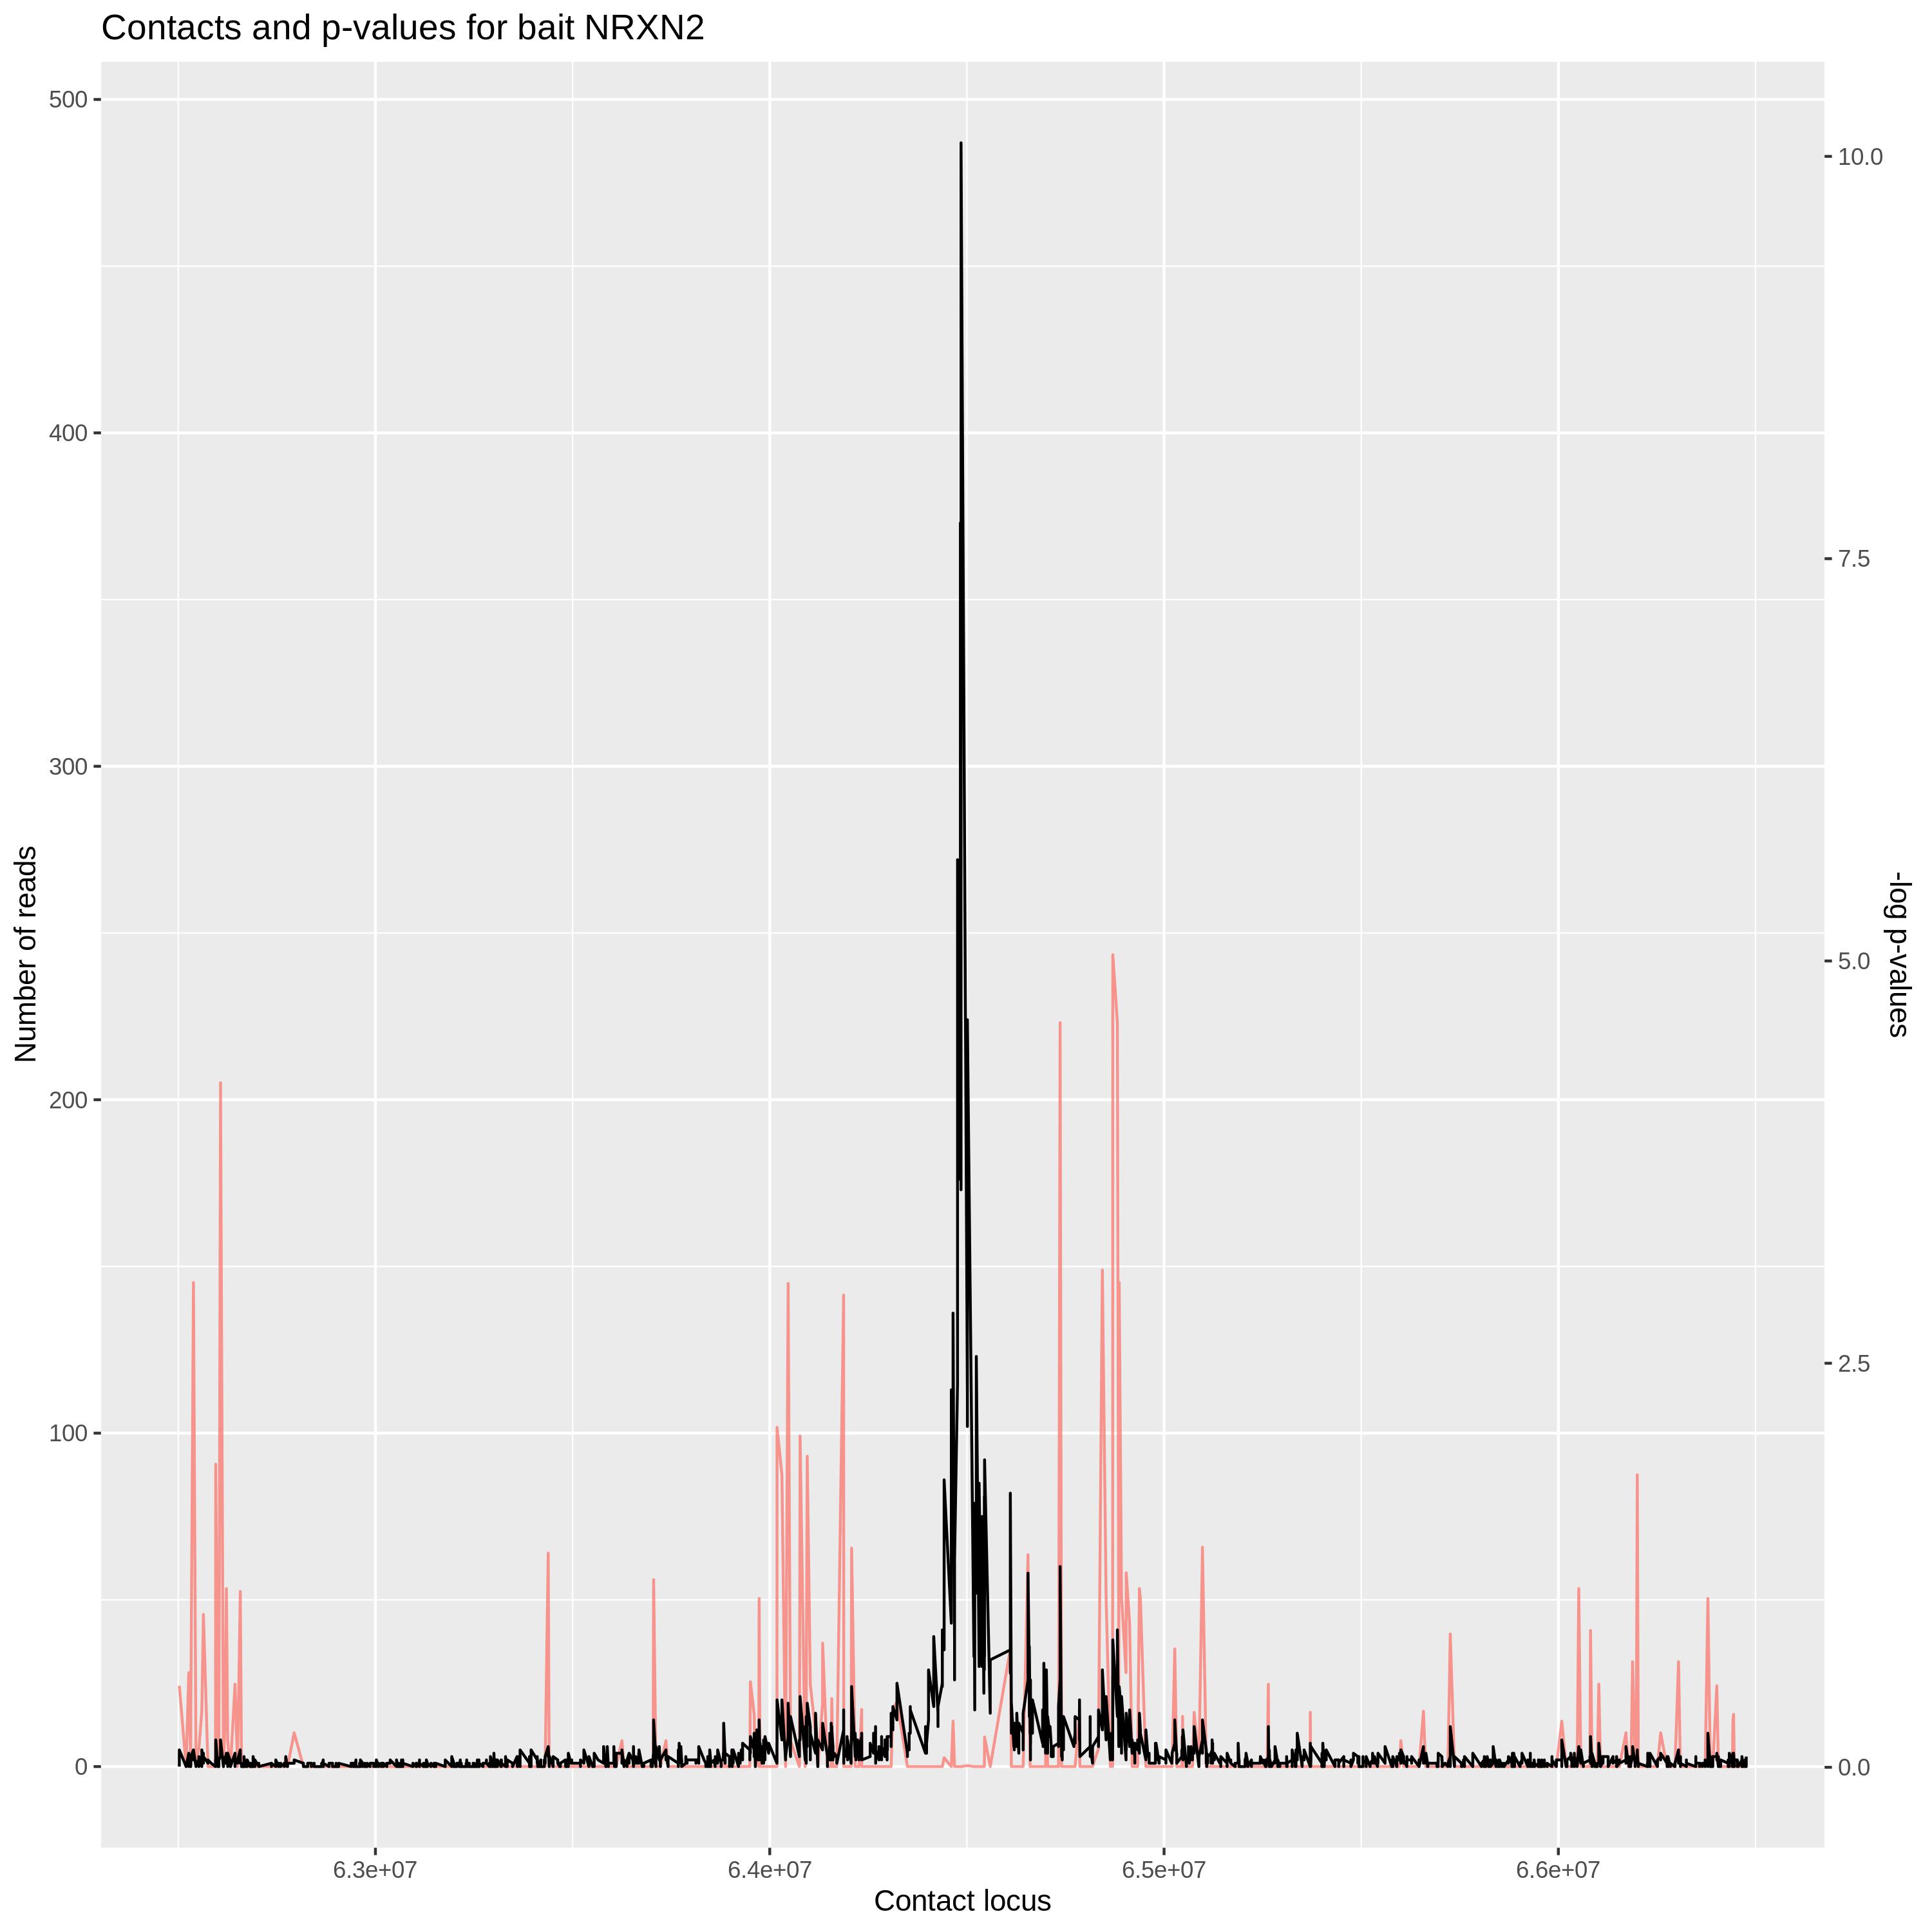 Contacts and p-values for bait NRXN2
500
400
300
200
100
0
Number of reads
10.0
7.5
5.0
2.5
0.0
-log p-values
6.3e+07
6.4e+07
6.5e+07
6.6e+07
Contact locus